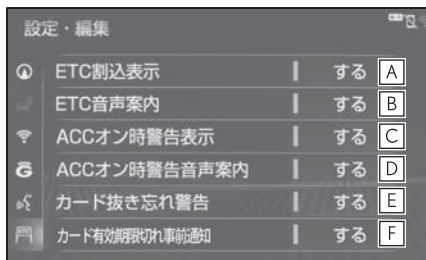 設定・編集
ETC割込表示 する A
ETC音声案内 する B
ACCオン時警告表示 する C
ACCオン時警告音声案内 する D
カード抜き忘れ警告 する E
カード有効期限切れ事前通知 する F